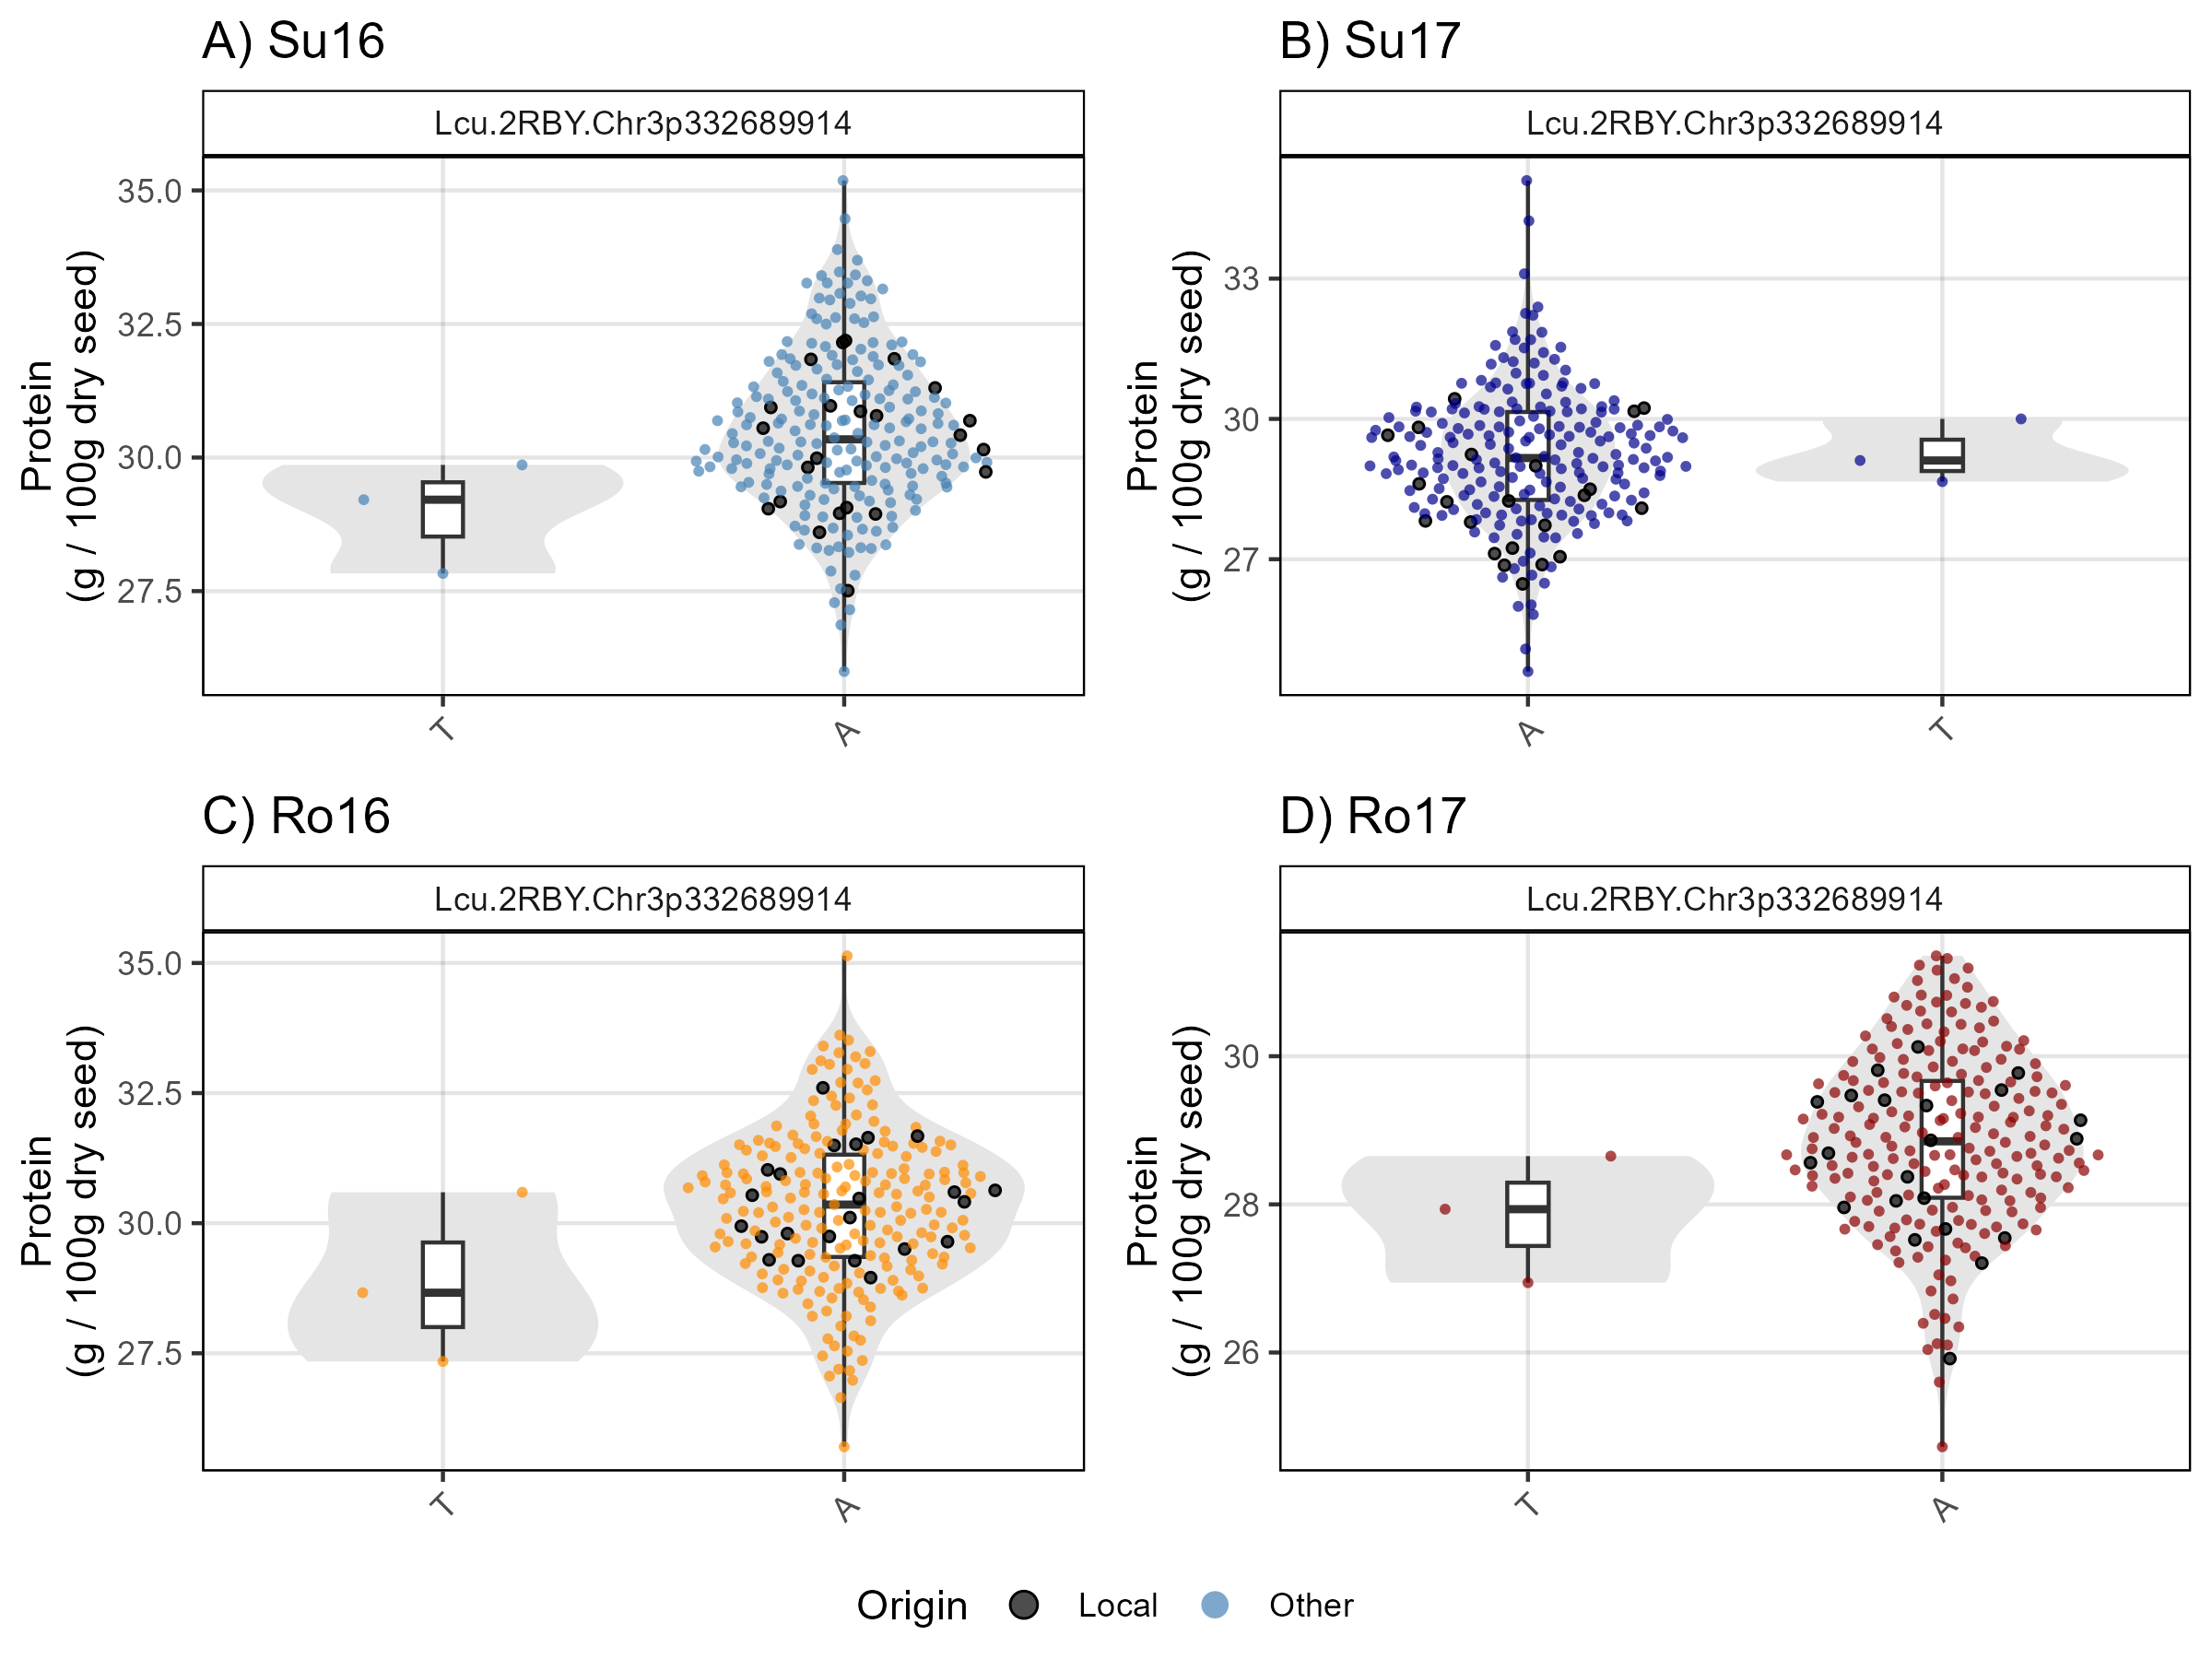 A) Su16
Lcu.2RBY.Chr3p332689914
Protein
(g / 100g dry seed)
35.0
32.5
30.0
27.5
T
A
B) Su17
Lcu.2RBY.Chr3p332689914
Protein
(g / 100g dry seed)
33
30
27
A
T
C) Ro16
Lcu.2RBY.Chr3p332689914
Protein
(g / 100g dry seed)
35.0
32.5
30.0
27.5
T
A
D) Ro17
Lcu.2RBY.Chr3p332689914
Protein
(g / 100g dry seed)
30
28
26
T
A
Origin
Local
Other